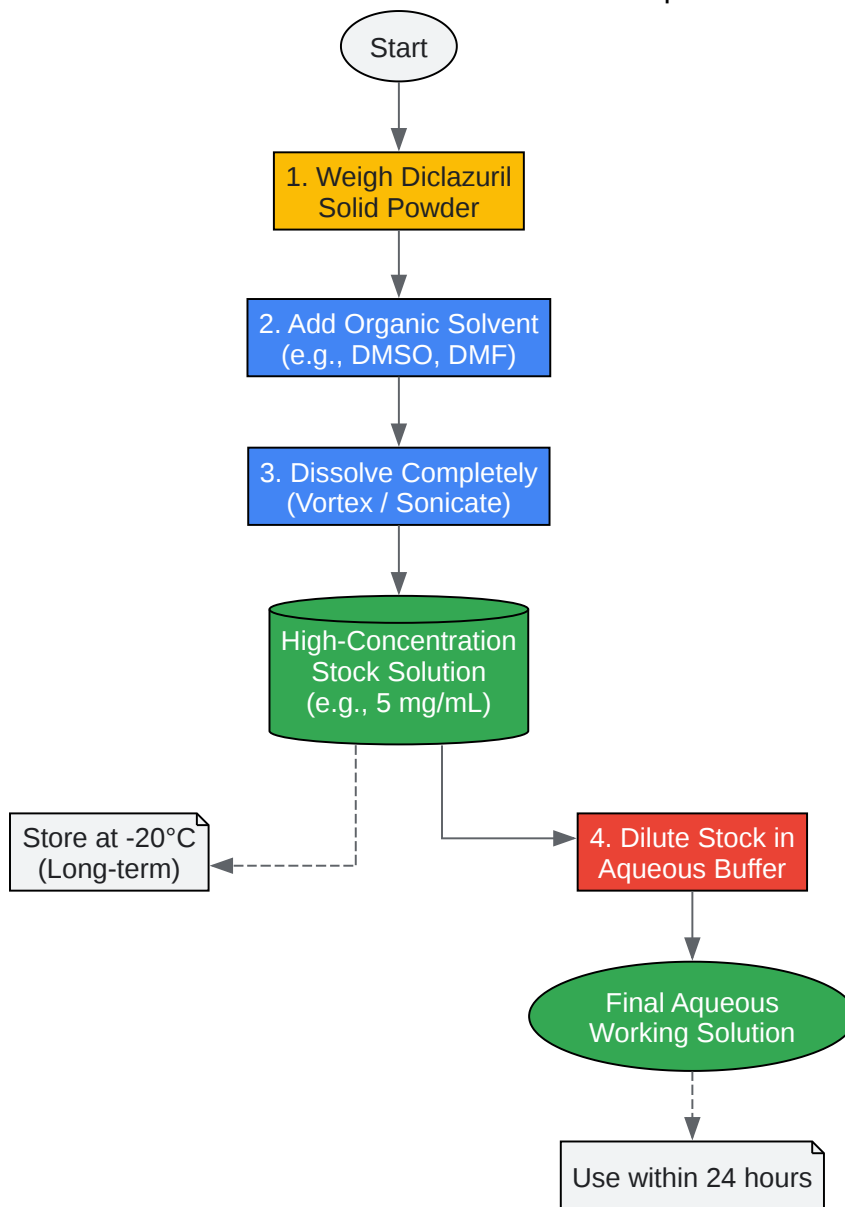 Start
1. Weigh Diclazuril
Solid Powder
2. Add Organic Solvent
(e.g., DMSO, DMF)
3. Dissolve Completely
(Vortex / Sonicate)
High-Concentration
Stock Solution
(e.g., 5 mg/mL)
Store at -20°C
(Long-term)
4. Dilute Stock in
Aqueous Buffer
Final Aqueous
Working Solution
Use within 24 hours